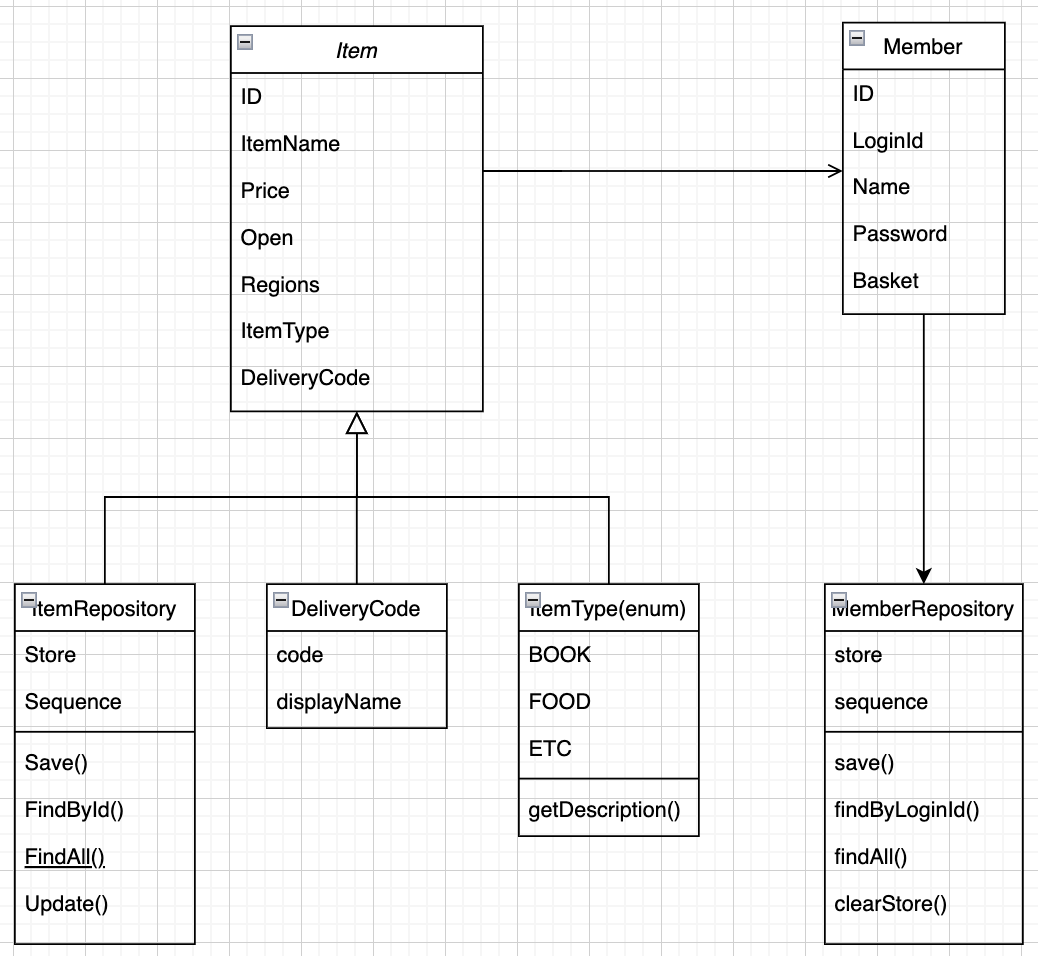 Item
ID
ItemName
Price
Open
Regions
ItemType
DeliveryCode
Member
ID
LoginId
Name
Password
Basket
ItemRepository
Store
Sequence
Save()
FindById()
FindAll()
Update()
DeliveryCode
code
displayName
ItemType(enum)
BOOK
FOOD
ETC
getDescription()
MemberRepository
store
sequence
save()
findByLoginId()
findAll()
clearStore()